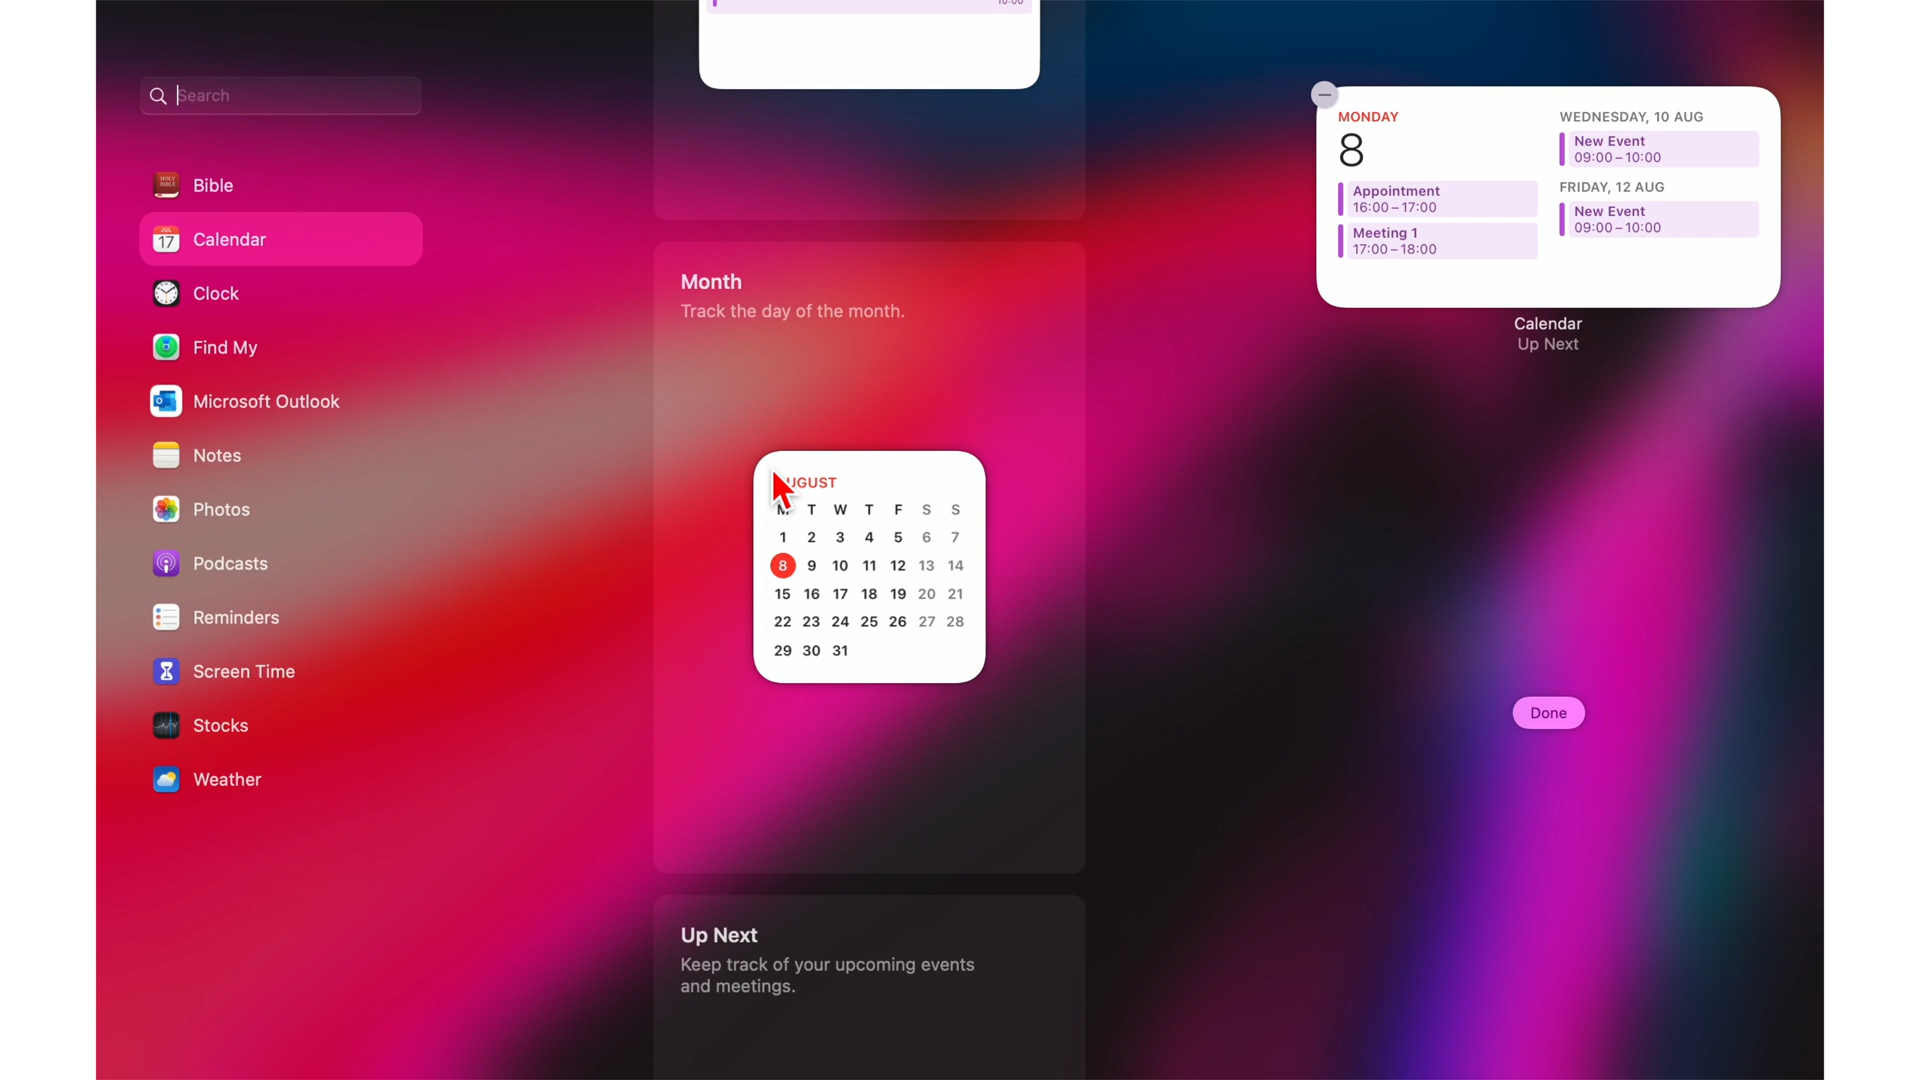 Search
Bible
JUL
17
Calendar
Clock
Find My
Microsoft Outlook
Notes
Photos
Podcasts
Reminders
Screen Time
Stocks
Weather
10:00
Month
Track the day of the month.
UGUST
M T W T F S S
1 2 3 4 5 6 7
8 9 10 11 12 13 14
15 16 17 18 19 20 21
22 23 24 25 26 27 28
29 30 31
Up Next
Keep track of your upcoming events
and meetings.
MONDAY
8
Appointment
16:00 – 17:00
Meeting 1
17:00 – 18:00
WEDNESDAY, 10 AUG
New Event
09:00 – 10:00
FRIDAY, 12 AUG
New Event
09:00 – 10:00
Calendar
Up Next
Done